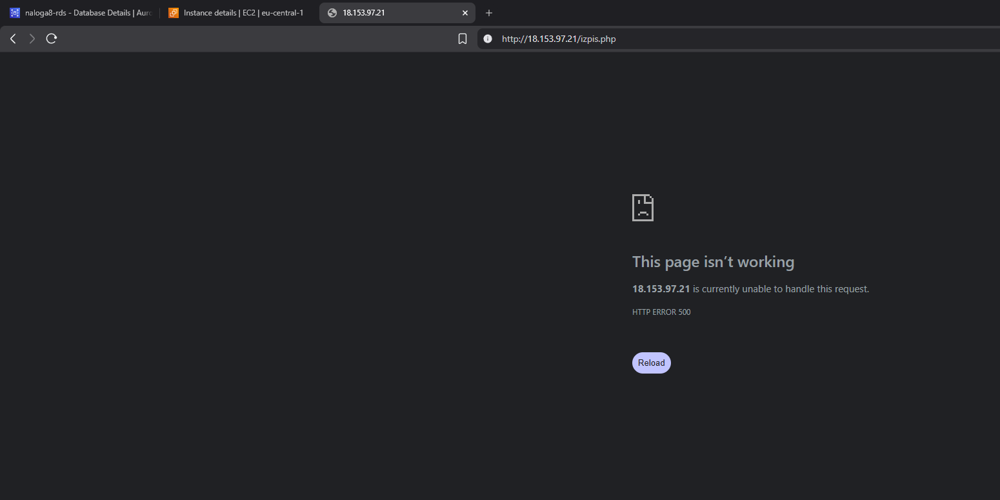 naloga8-rds - Database Details | Auro
Instance details | EC2 | eu-central-1
18.153.97.21
http://18.153.97.21/izpis.php
This page isn’t working
18.153.97.21 is currently unable to handle this request.
HTTP ERROR 500
Reload